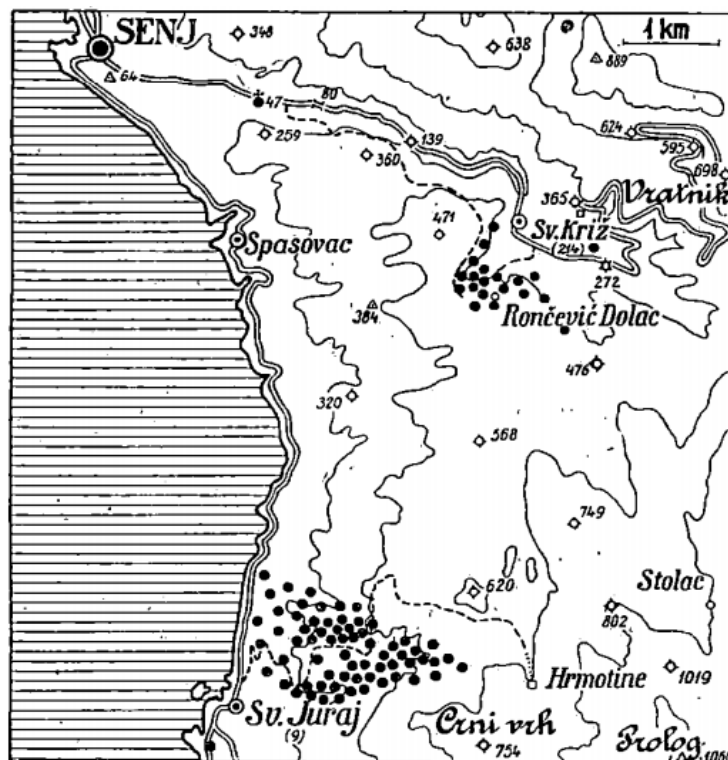 SENJ
348
638
889
1 km
64
47
80
259
360
139
624
595
698
Vratnik
365
Sv. Križ
(214)
471
Spasovac
272
Rončević Dolac
384
476
320
568
749
Stolac
620
802
Hrmotine
1019
Sv. Juraj
(9)
Crni vrh
754
Prolog